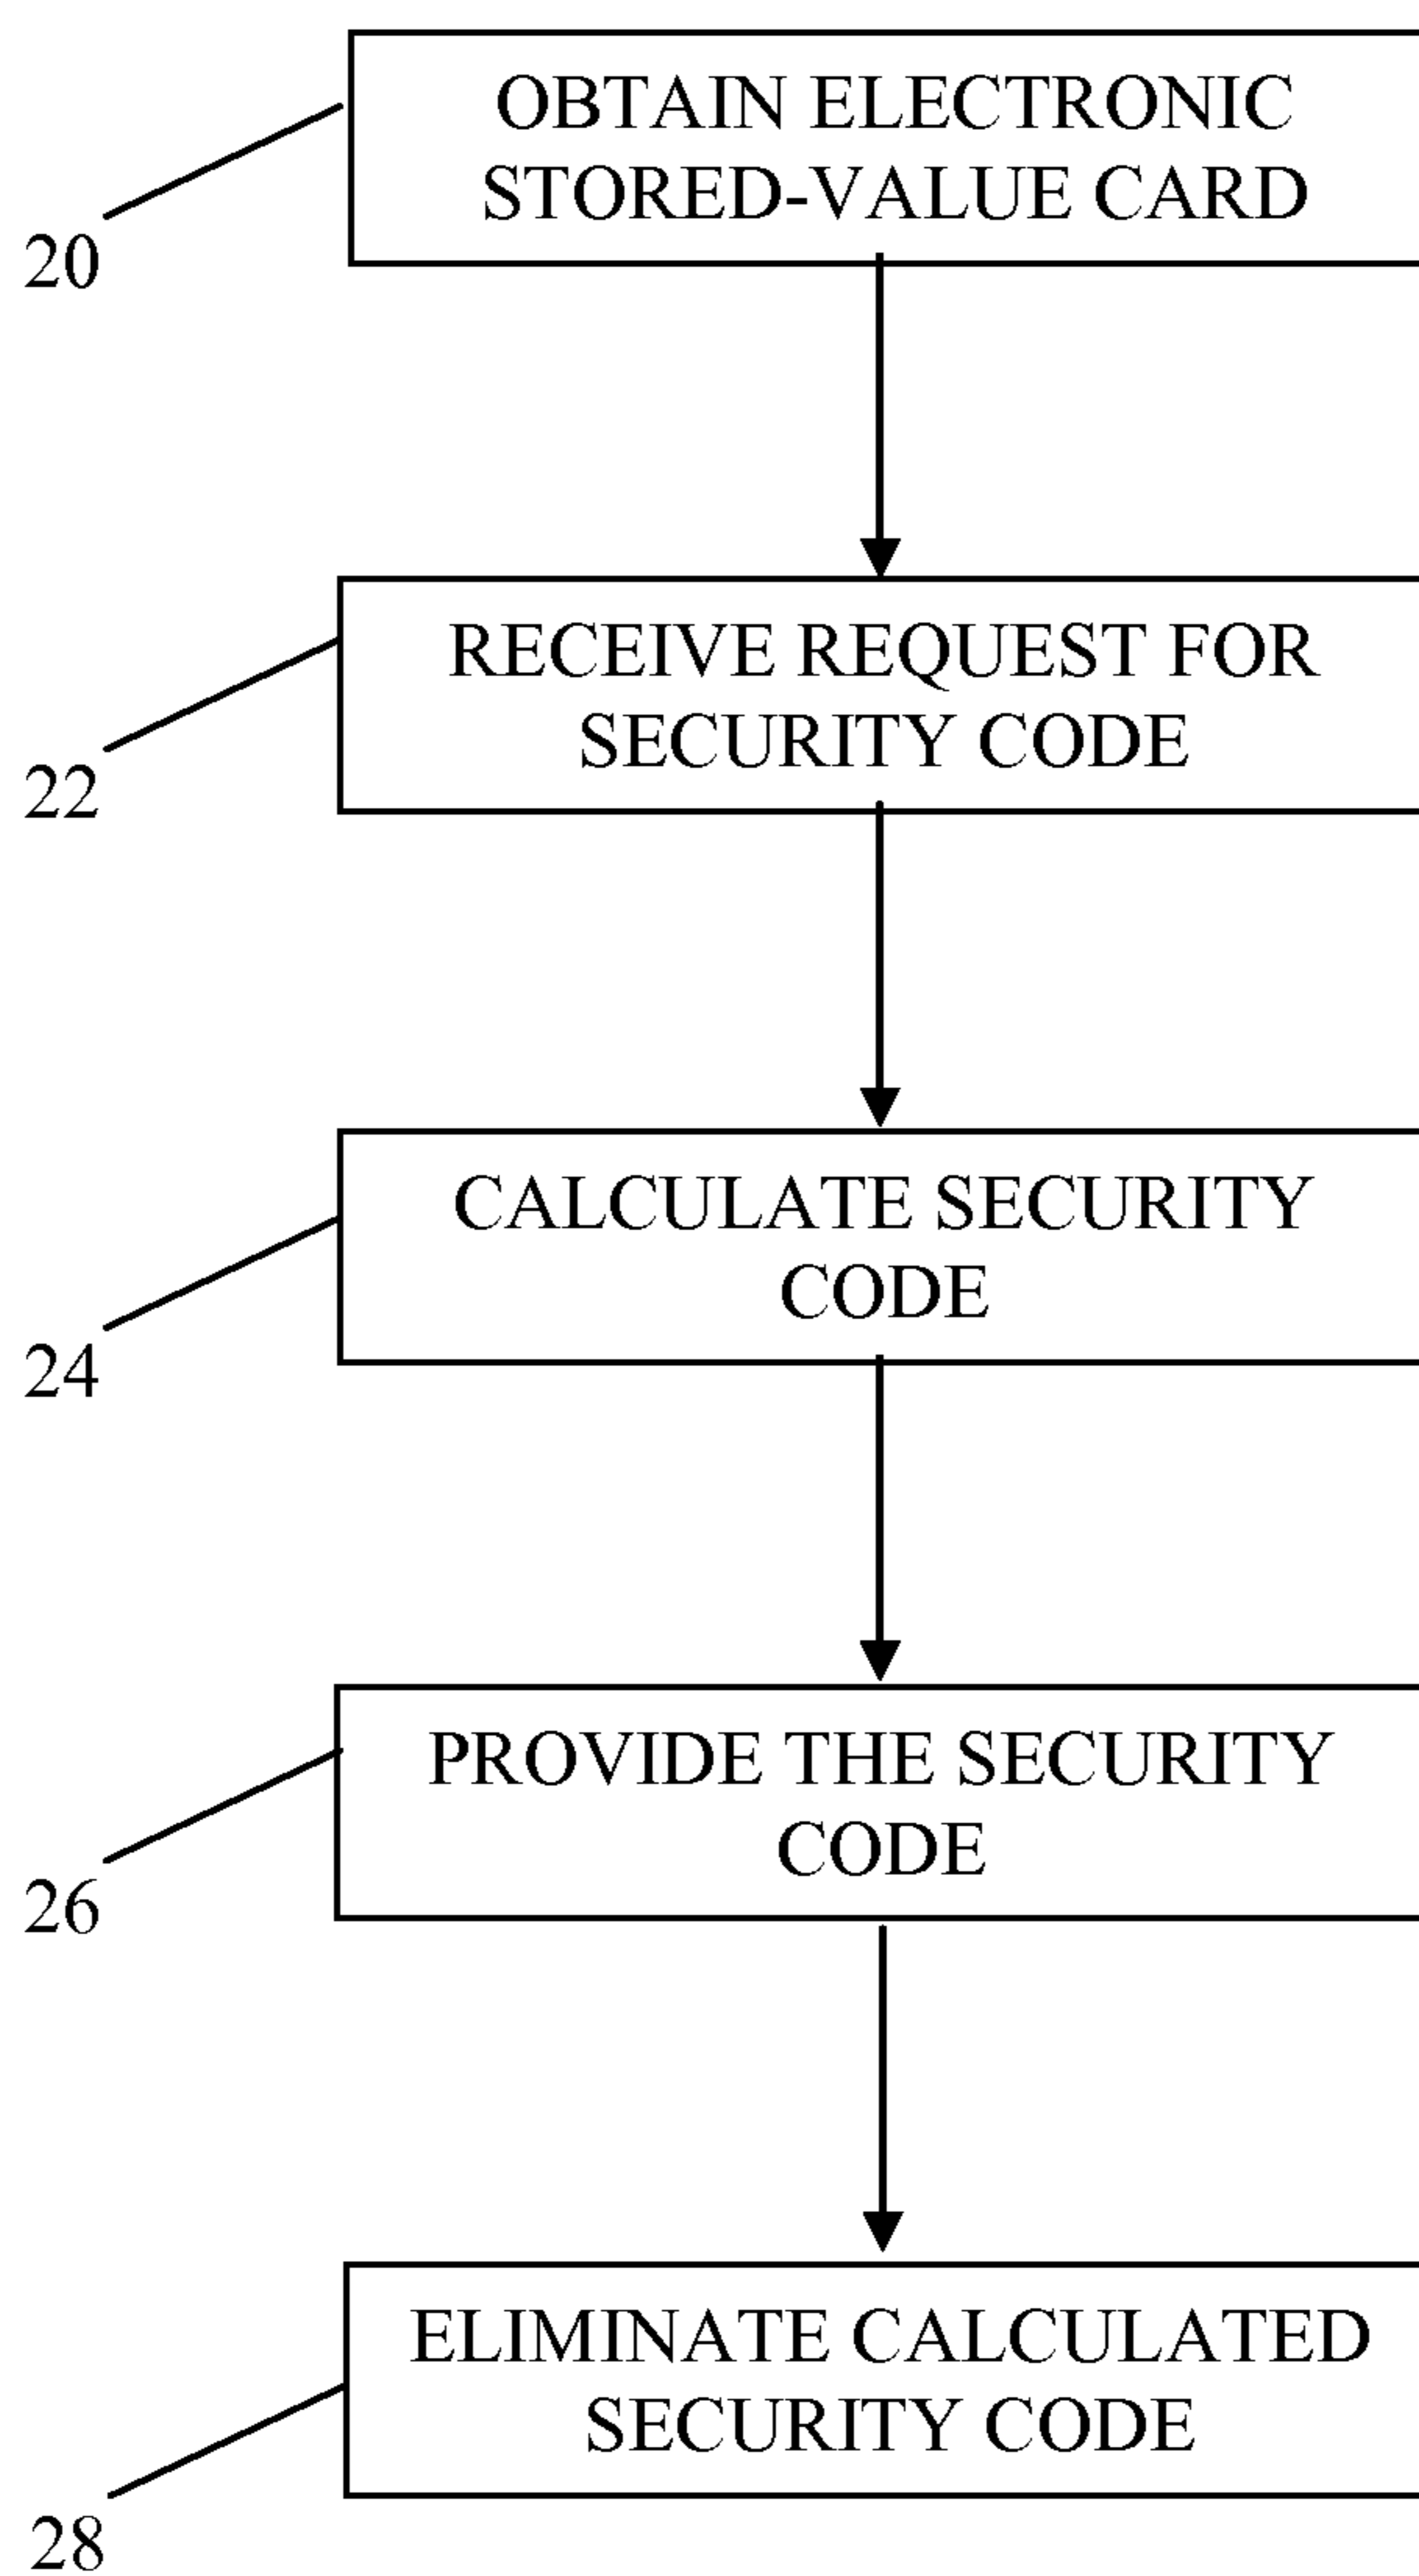 OBTAIN ELECTRONIC
STORED-VALUE CARD
20
RECEIVE REQUEST FOR
SECURITY CODE
22
CALCULATE SECURITY
CODE
24
PROVIDE THE SECURITY
CODE
26
ELIMINATE CALCULATED
SECURITY CODE
28